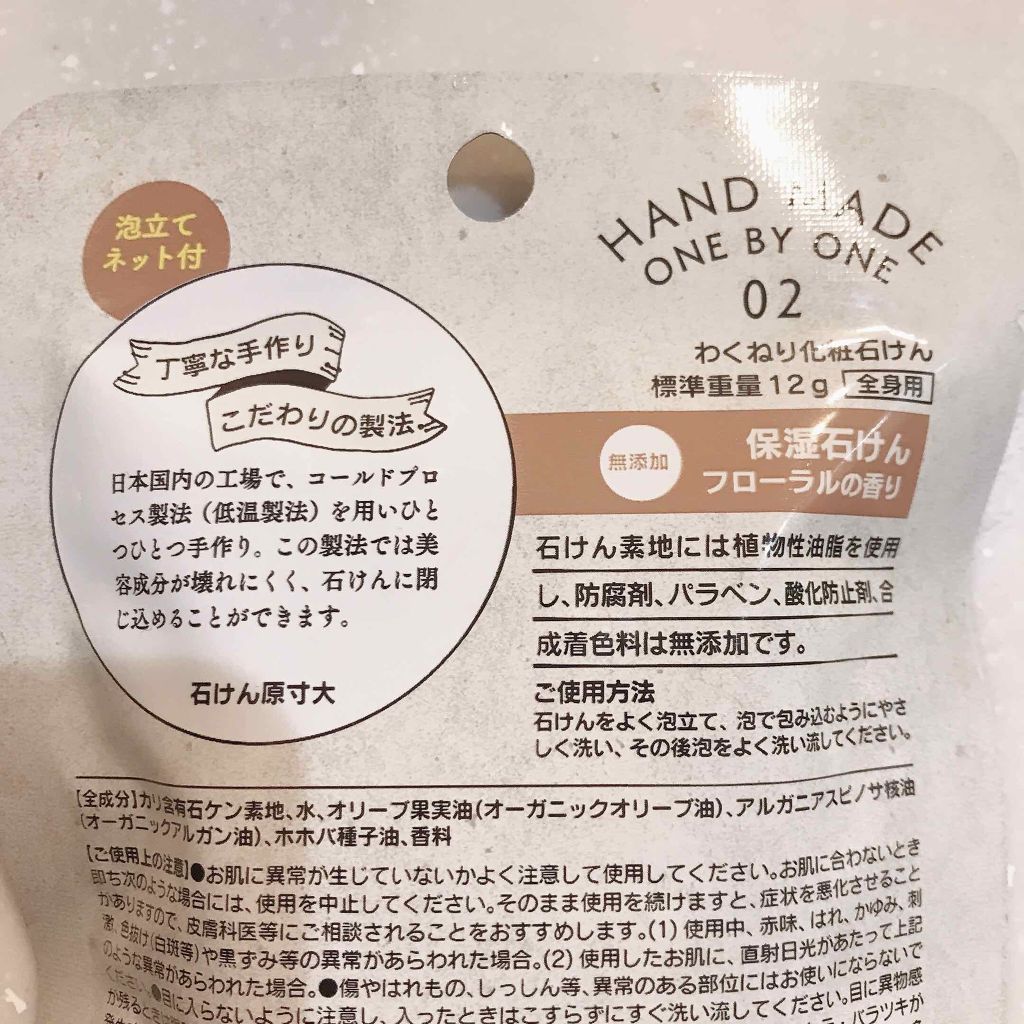 泡立て
ネット付
HAND MADE
ONE BY ONE
02
わくねり化粧石けん
標準重量12g 全身用
無添加
保湿石けん
フローラルの香り
丁寧な手作り
こだわりの製法
日本国内の工場で、コールドプロ
セス製法(低温製法)を用いひと
つひとつ手作り。この製法では美
容成分が壊れにくく、石けんに閉
じ込めることができます。
石けん原寸大
石けん素地には植物性油脂を使用
し、防腐剤、パラベン、酸化防止剤、合
成着色料は無添加です。
ご使用方法
石けんをよく泡立て、泡で包み込むようにやさ
しく洗い、その後泡をよく洗い流してください。
【全成分】カリ含有石ケン素地、水、オリーブ果実油(オーガニックオリーブ油)、アルガニアスピノサ核油
(オーガニックアルガン油)、ホホバ種子油、香料
【ご使用上の注意】●お肌に異常が生じていないかよく注意して使用してください。お肌に合わないとき
即ち次のような場合には、使用を中止してください。そのまま使用を続けますと、症状を悪化させること
がありますので、皮膚科医等にご相談されることをおすすめします。(1) 使用中、赤味、はれ、かゆみ、刺
激、色抜け(白斑等)や黒ずみ等の異常があらわれた場合。(2) 使用したお肌に、直射日光があたって上記
のような異常があらわれた場合。●傷やはれもの、しっしん等、異常のある部位にはお使いにならないで
ください。●目に入らないように注意し、入ったときはこすらずにすぐ洗い流してください。目に異物感
が残るとき
バラツキが